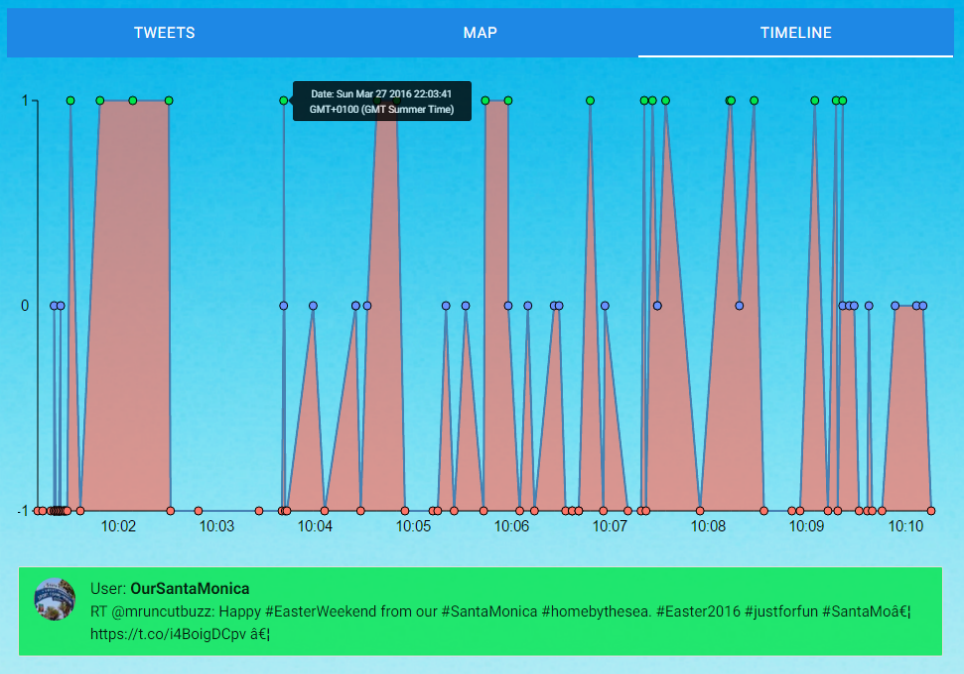 TWEETS MAP TIMELINE
Date: Sun Mar 27 2016 22:03:41
GMT+0100 (GMT Summer Time)
1
0
-1
10:02 10:03 10:04 10:05 10:06 10:07 10:08 10:09 10:10
User: OurSantaMonica
RT @mruncutbuzz: Happy #EasterWeekend from our #SantaMonica #homebythesea. #Easter2016 #justforfun #SantaMoâ€¦
https://t.co/i4BoigDCpv â€¦